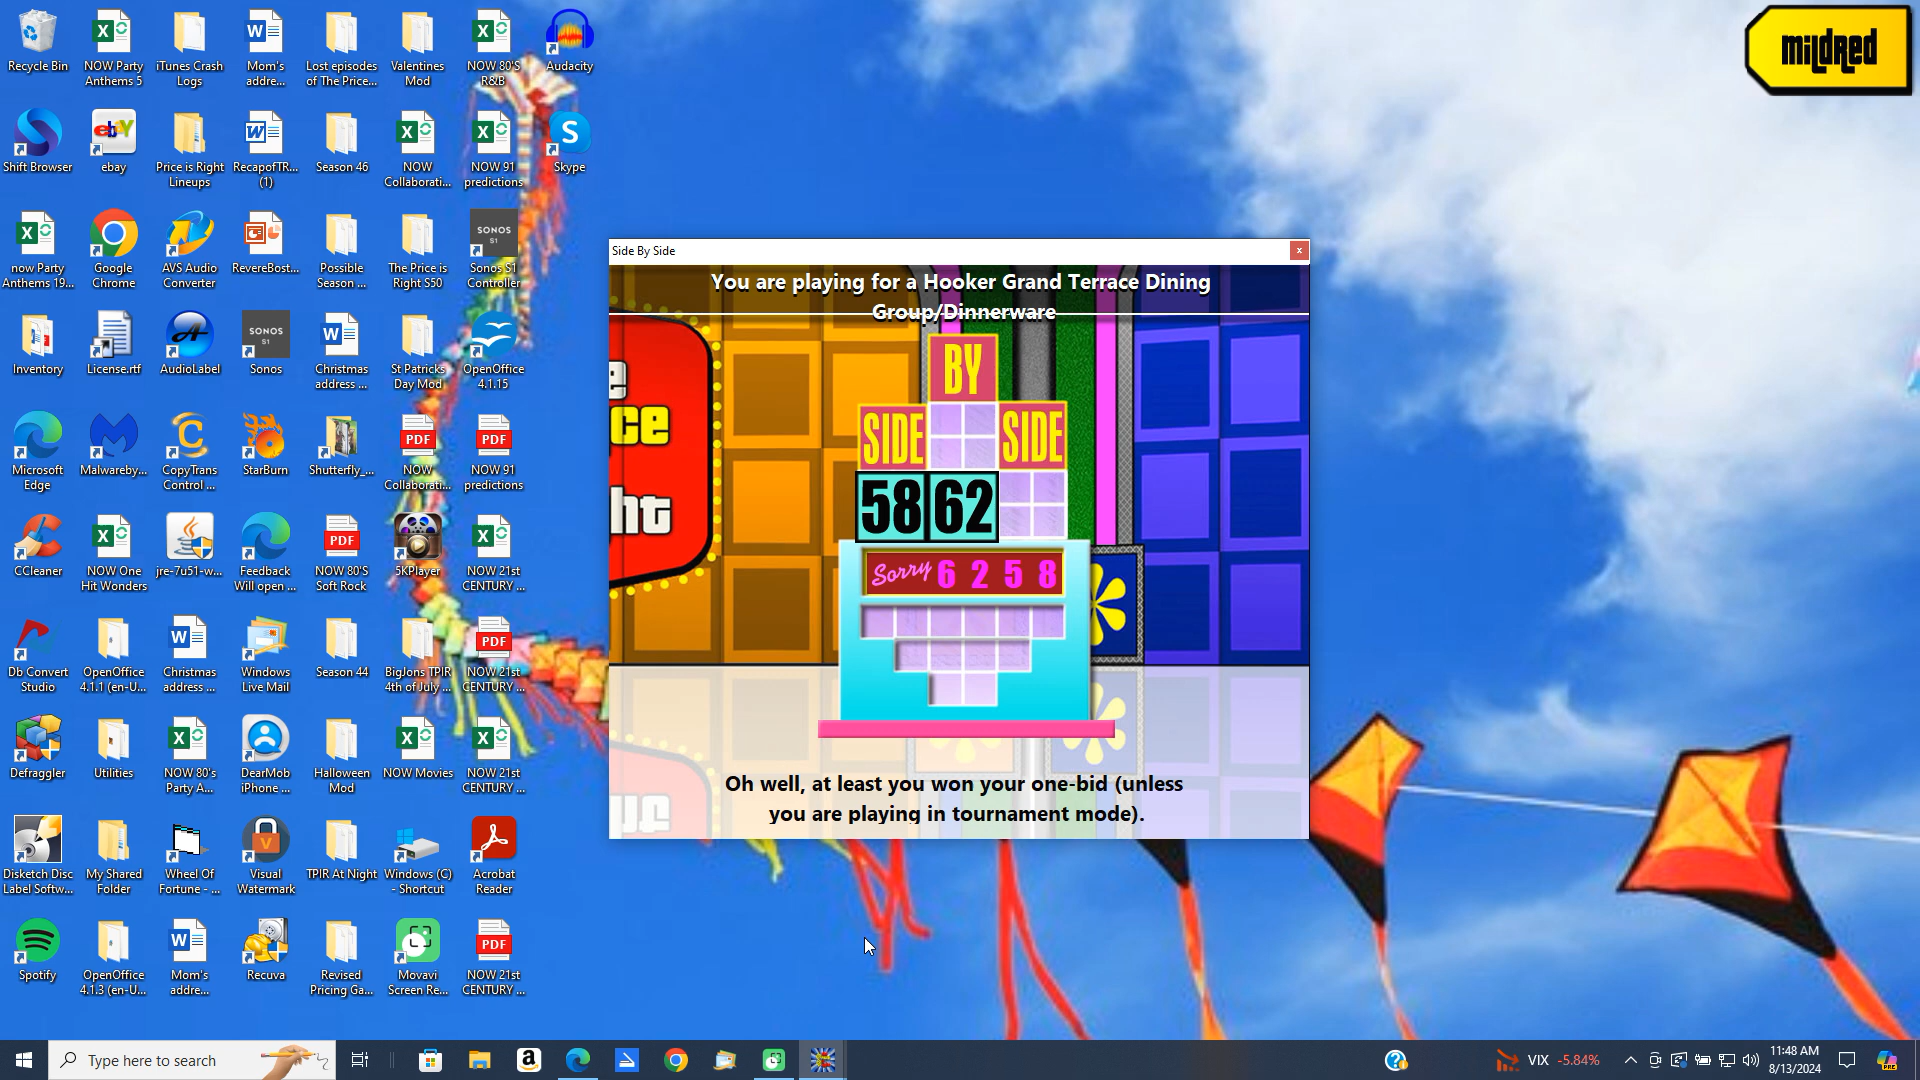 Recycle Bin
NOW Party
Anthems 5
iTunes Crash
Logs
Mom's
addre...
Lost episodes
of The Price...
Valentines
Mod
NOW 80'S
R&B
Audacity
mildred
Shift Browser
ebay
ebay
Price is Right
Lineups
RecapofTR...
(1)
Season 46
NOW
Collaborati...
NOW 91
predictions
S
Skype
now Party
Anthems 19...
Google
Chrome
AVS Audio
Converter
RevereBost...
Possible
Season ...
The Price is
Right S50
SONOS
S1
Sonos S1
Controller
Inventory
License.rtf
AudioLabel
SONOS
S1
Sonos
Christmas
address ...
St Patricks
Day Mod
OpenOffice
4.1.15
Microsoft
Edge
Malwareby...
CopyTrans
Control ...
StarBurn
Shutterfly_...
PDF
NOW
Collaborati...
PDF
NOW 91
predictions
CCleaner
NOW One
Hit Wonders
jre-7u51-w...
Feedback
Will open ...
PDF
NOW 80'S
Soft Rock
5KPlayer
NOW 21st
CENTURY ...
Db Convert
Studio
OpenOffice
4.1.1 (en-U...
Christmas
address ...
Windows
Live Mail
Season 44
BigJons TPIR
4th of July ...
PDF
NOW 21st
CENTURY ...
Defraggler
Utilities
NOW 80's
Party A...
DearMob
iPhone ...
Halloween
Mod
NOW Movies
NOW 21st
CENTURY ...
Disketch Disc
Label Softw...
My Shared
Folder
Wheel Of
Fortune - ...
Visual
Watermark
TPIR At Night
Windows (C)
- Shortcut
Acrobat
Reader
Spotify
OpenOffice
4.1.3 (en-U...
Mom's
addre...
Recuva
Revised
Pricing Ga...
Movavi
Screen Re...
PDF
NOW 21st
CENTURY ...
Side By Side
x
You are playing for a Hooker Grand Terrace Dining
Group/Dinnerware
BY
SIDE SIDE
58 62
Sorry 6 2 5 8
Oh well, at least you won your one-bid (unless
you are playing in tournament mode).
Type here to search
VIX -5.84%
11:48 AM
8/13/2024